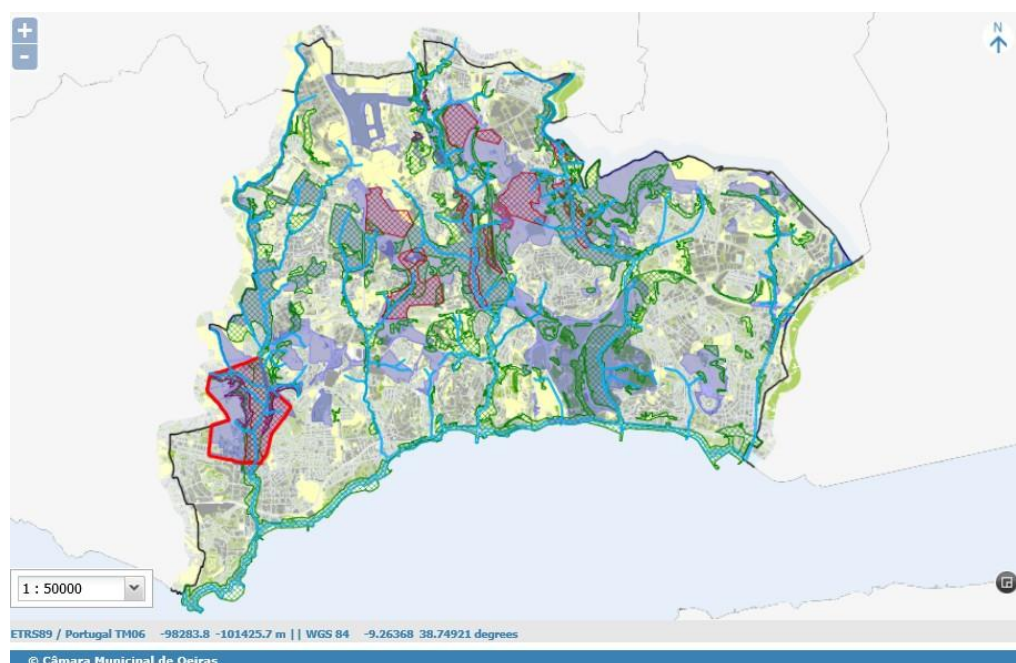 +
N
-
1 : 50000
ETRS89 / Portugal TM06 -98283.8 -101425.7 m || WGS 84 -9.26368 38.74921 degrees
© Câmara Municipal de Oeiras